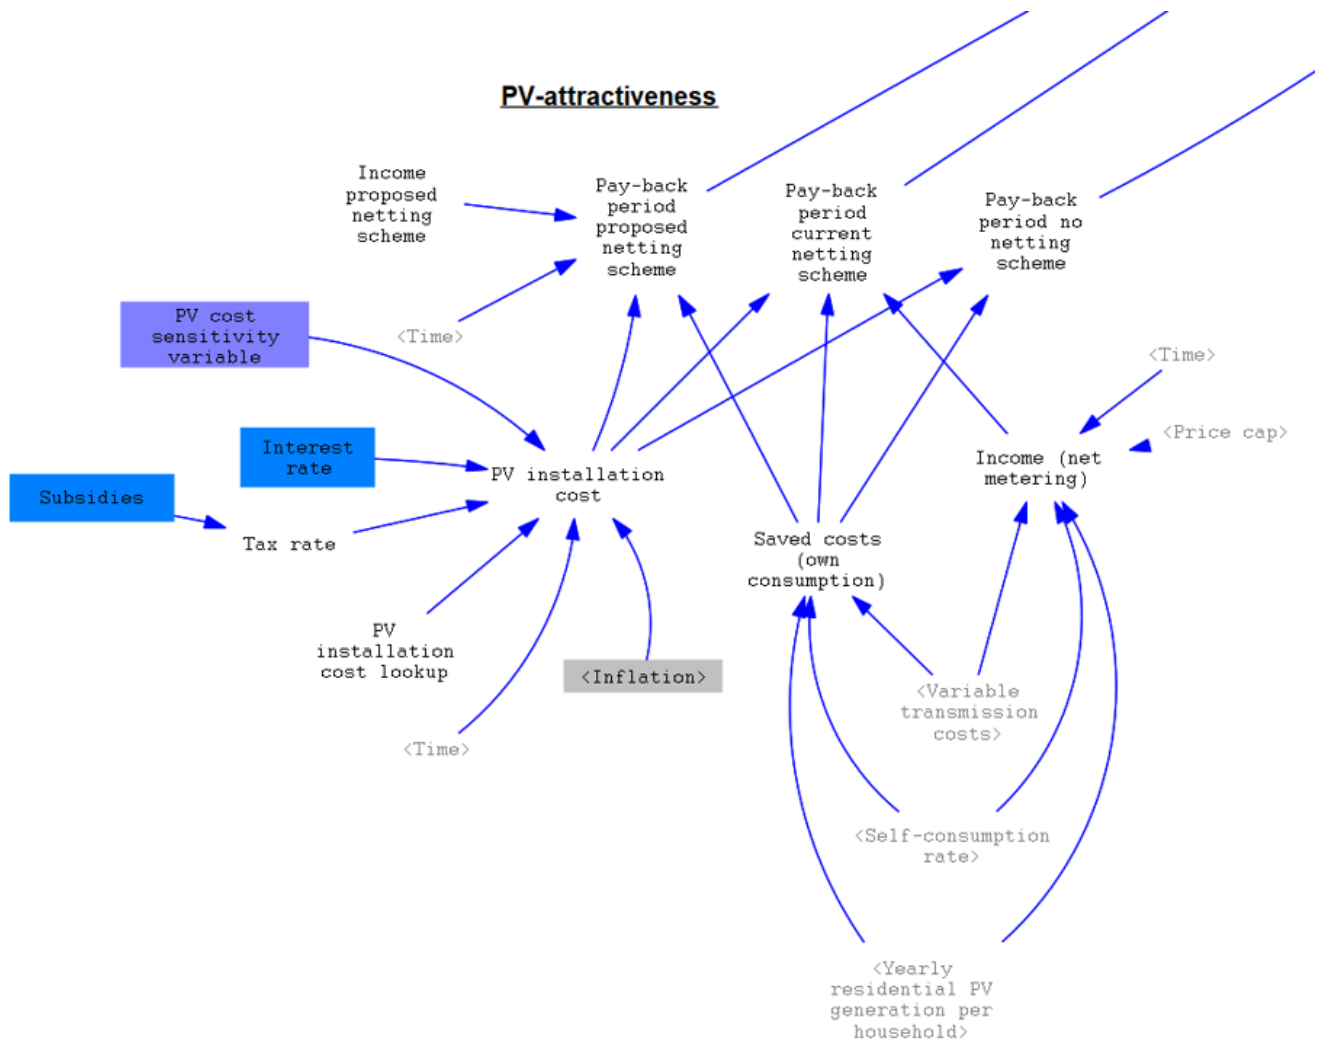 PV-attractiveness
Income
proposed
netting
scheme
Pay-back
period
proposed
netting
scheme
Pay-back
period
current
netting
scheme
Pay-back
period no
netting
scheme
PV cost
sensitivity
variable
<Time>
<Time>
<Price cap>
Interest
rate
Subsidies
Tax rate
PV installation
cost
Income (net
metering)
Saved costs
(own
consumption)
PV
installation
cost lookup
<Inflation>
<Time>
<Variable
transmission
costs>
<Self-consumption
rate>
<Yearly
residential PV
generation per
household>